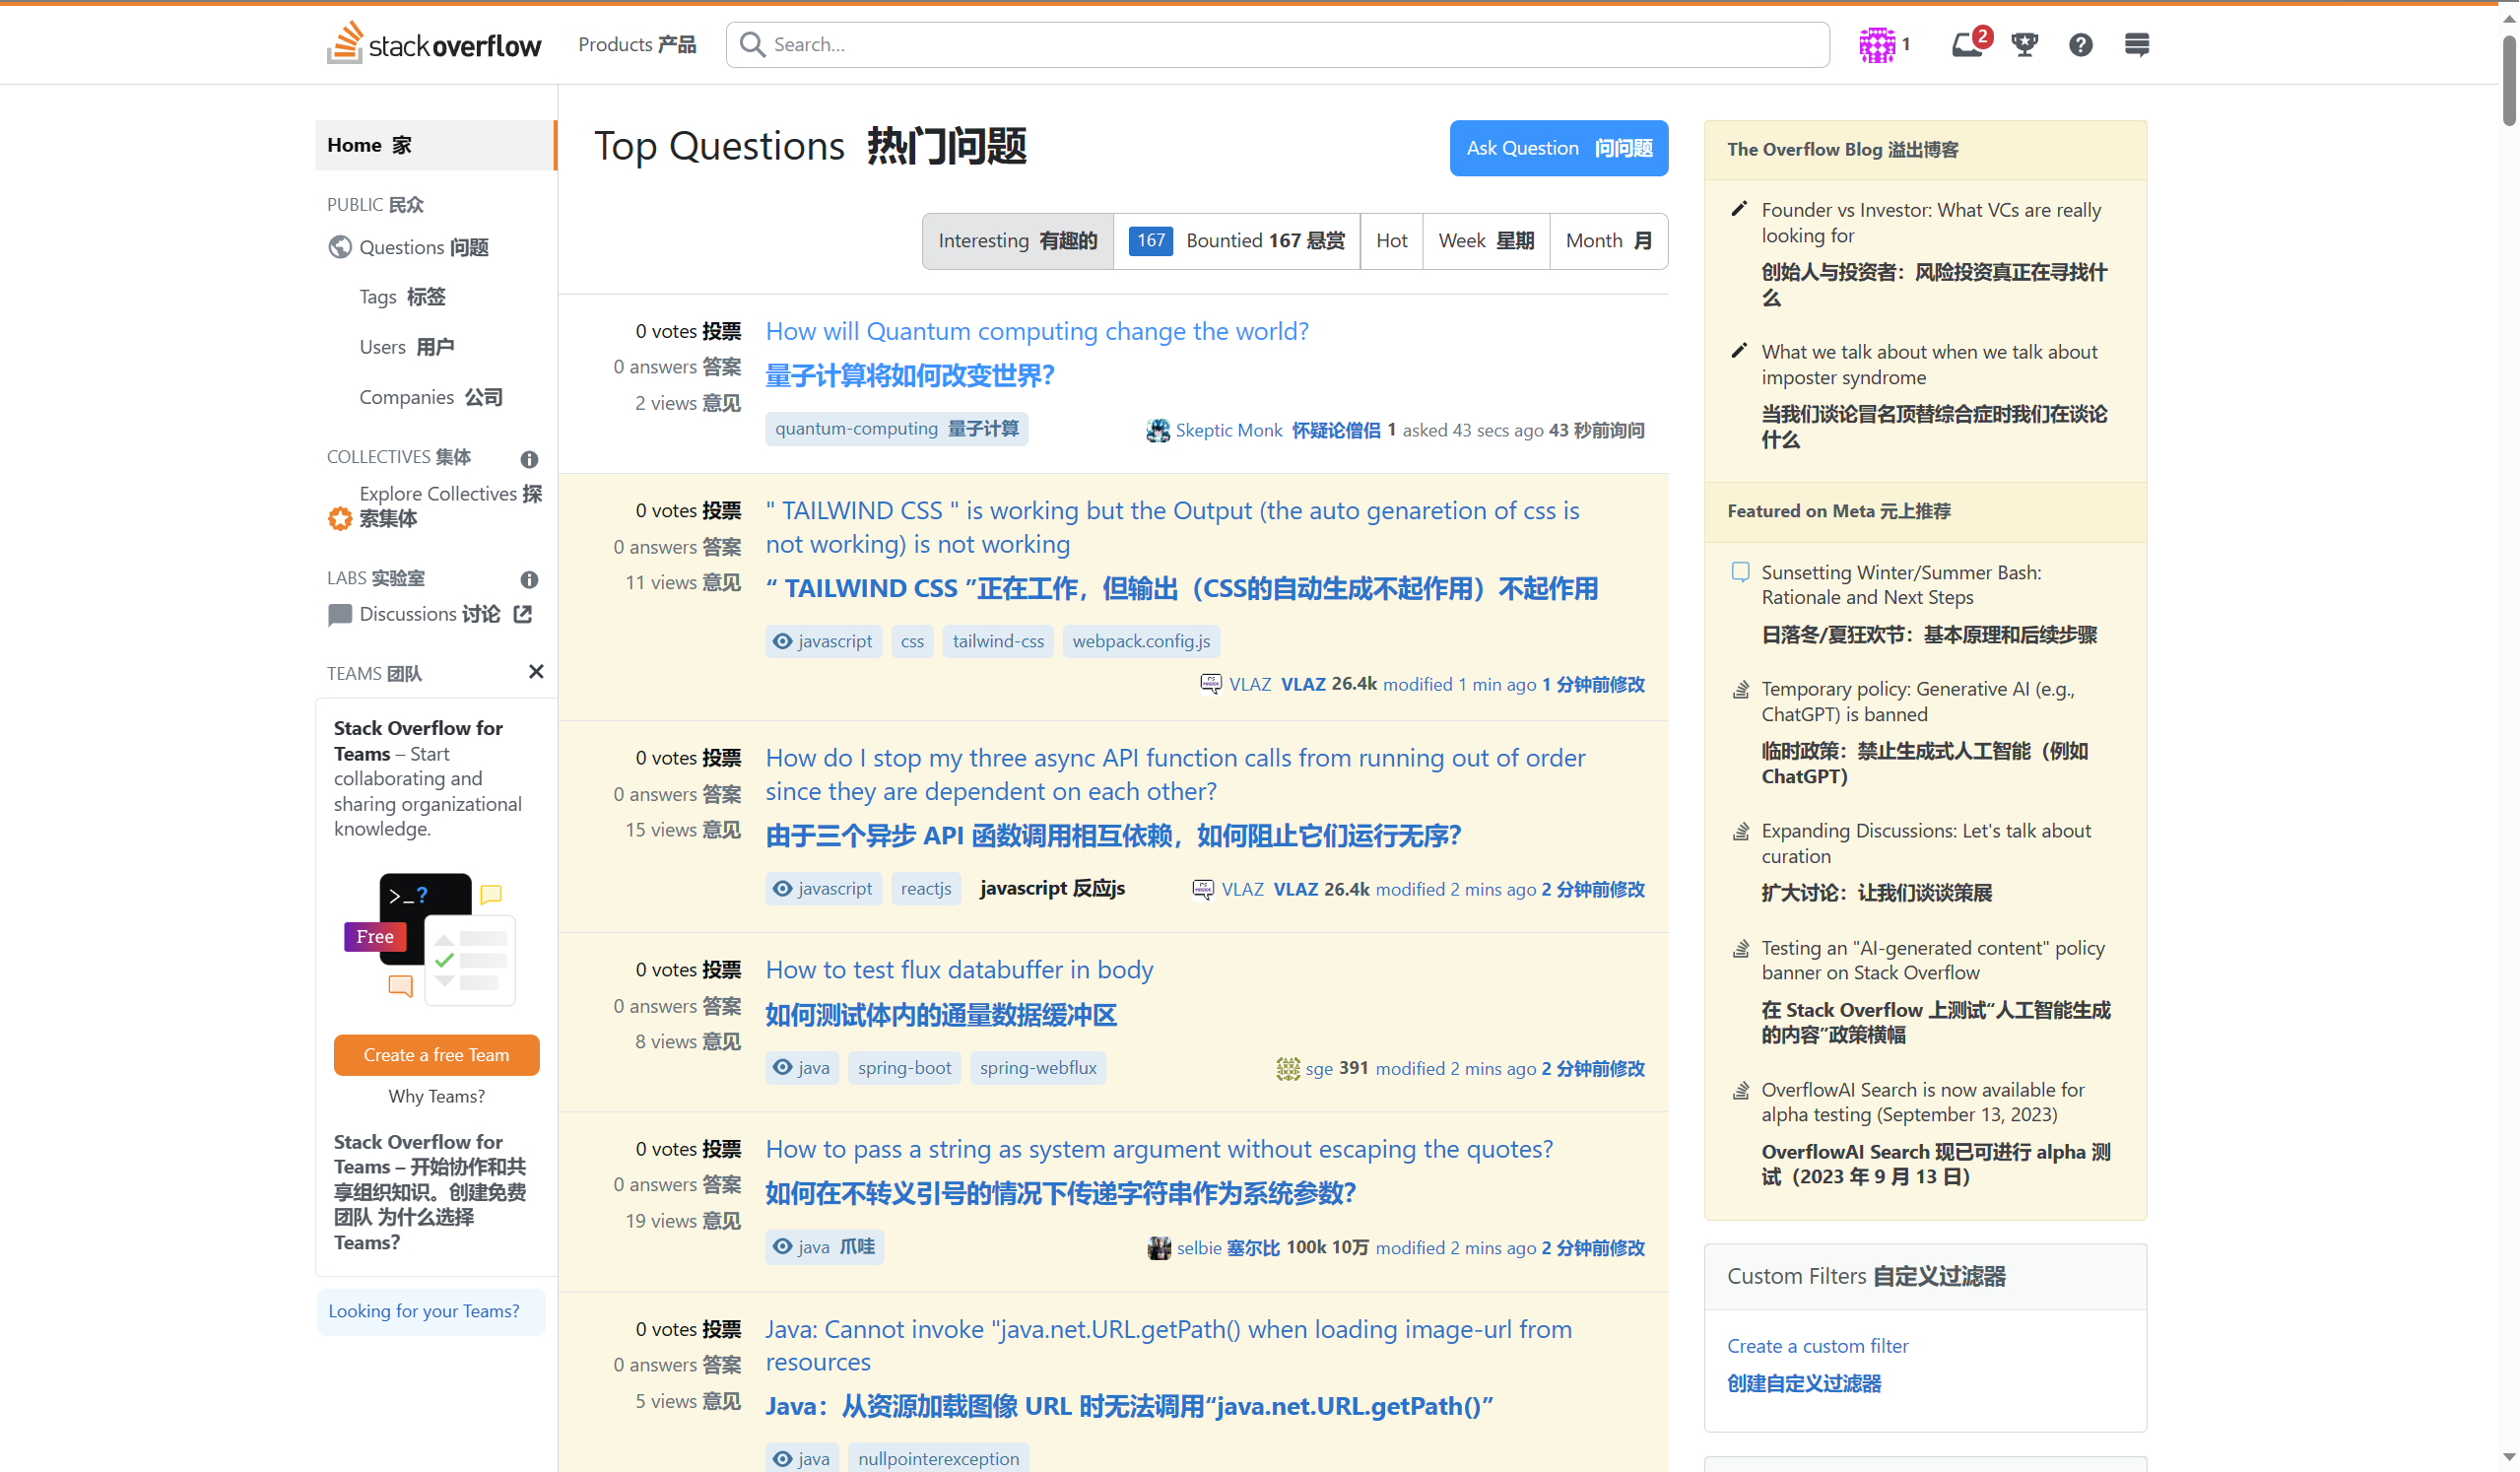 stackoverflow
Products 产品
Search...
1
2
Home 家
PUBLIC 民众
Questions 问题
Tags 标签
Users 用户
Companies 公司
COLLECTIVES 集体
Explore Collectives 探
索集体
LABS 实验室
Discussions 讨论
TEAMS 团队
Stack Overflow for
Teams – Start
collaborating and
sharing organizational
knowledge.
>_?
Free
Create a free Team
Why Teams?
Stack Overflow for
Teams – 开始协作和共
享组织知识。创建免费
团队 为什么选择
Teams?
Looking for your Teams?
Top Questions 热门问题
Ask Question 问问题
Interesting 有趣的
167 Bountied 167 悬赏
Hot
Week 星期
Month 月
0 votes 投票
0 answers 答案
2 views 意见
How will Quantum computing change the world?
量子计算将如何改变世界?
quantum-computing 量子计算
Skeptic Monk 怀疑论僧侣 1 asked 43 secs ago 43 秒前询问
0 votes 投票
0 answers 答案
11 views 意见
" TAILWIND CSS " is working but the Output (the auto genaretion of css is
not working) is not working
“ TAILWIND CSS ”正在工作，但输出（CSS的自动生成不起作用）不起作用
javascript css tailwind-css webpack.config.js
VLAZ VLAZ 26.4k modified 1 min ago 1 分钟前修改
0 votes 投票
0 answers 答案
15 views 意见
How do I stop my three async API function calls from running out of order
since they are dependent on each other?
由于三个异步 API 函数调用相互依赖，如何阻止它们运行无序?
javascript reactjs javascript 反应js
VLAZ VLAZ 26.4k modified 2 mins ago 2 分钟前修改
0 votes 投票
0 answers 答案
8 views 意见
How to test flux databuffer in body
如何测试体内的通量数据缓冲区
java spring-boot spring-webflux
sge 391 modified 2 mins ago 2 分钟前修改
0 votes 投票
0 answers 答案
19 views 意见
How to pass a string as system argument without escaping the quotes?
如何在不转义引号的情况下传递字符串作为系统参数?
java 爪哇
selbie 塞尔比 100k 10万 modified 2 mins ago 2 分钟前修改
0 votes 投票
0 answers 答案
5 views 意见
Java: Cannot invoke "java.net.URL.getPath() when loading image-url from
resources
Java：从资源加载图像 URL 时无法调用“java.net.URL.getPath()”
java nullpointerexception
The Overflow Blog 溢出博客
Founder vs Investor: What VCs are really
looking for
创始人与投资者：风险投资真正在寻找什
么
What we talk about when we talk about
imposter syndrome
当我们谈论冒名顶替综合症时我们在谈论
什么
Featured on Meta 元上推荐
Sunsetting Winter/Summer Bash:
Rationale and Next Steps
日落冬/夏狂欢节：基本原理和后续步骤
Temporary policy: Generative AI (e.g.,
ChatGPT) is banned
临时政策：禁止生成式人工智能（例如
ChatGPT）
Expanding Discussions: Let's talk about
curation
扩大讨论：让我们谈谈策展
Testing an "AI-generated content" policy
banner on Stack Overflow
在 Stack Overflow 上测试“人工智能生成
的内容”政策横幅
OverflowAI Search is now available for
alpha testing (September 13, 2023)
OverflowAI Search 现已可进行 alpha 测
试（2023 年 9 月 13 日）
Custom Filters 自定义过滤器
Create a custom filter
创建自定义过滤器